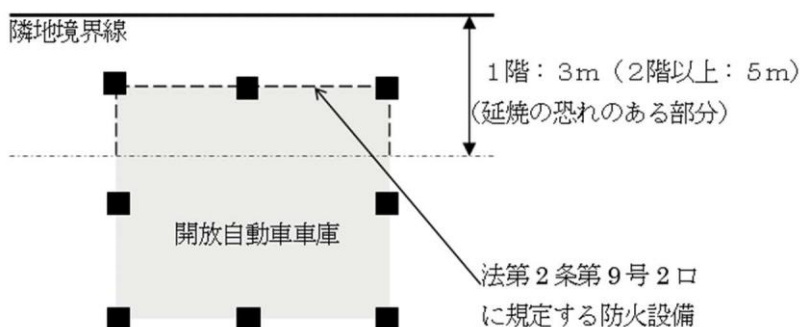 隣地境界線
１階：３ｍ（２階以上：５ｍ）
（延焼の恐れのある部分）
開放自動車車庫
法第２条第９号２ロ
に規定する防火設備